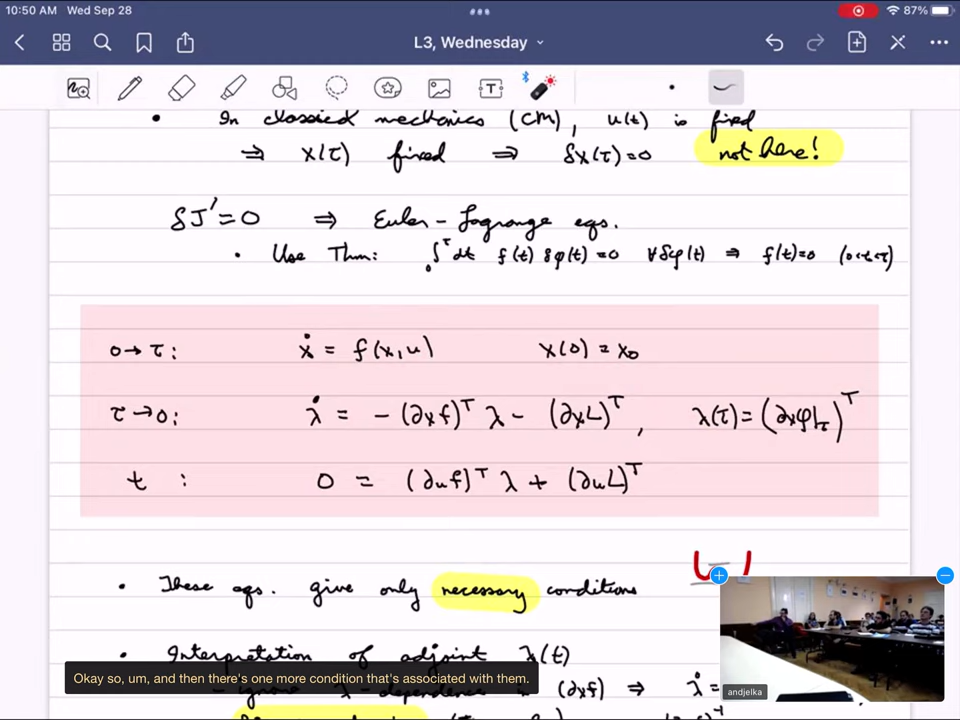 10:50 AM Wed Sep 28
87%
L3, Wednesday
T
• In classical mechanics (CM), u(t) is fixed
⇒ x(τ) fixed ⇒ δx(τ)=0 not here!
δJ'=0 ⇒ Euler-Lagrange eqs.
• Use Thm: ∫₀^τ dt f(t) δφ(t) = 0 ∀δφ(t) ⇒ f(t)=0 (0<t<τ)
0→τ: ẋ = f(x,u) x(0) = x₀
τ→0: λ̇ = -(∂ₓf)ᵀ λ - (∂ₓL)ᵀ, λ(τ) = (∂ₓφ|τ)ᵀ
t : 0 = (∂ᵤf)ᵀ λ + (∂ᵤL)ᵀ
• These eqs. give only necessary conditions
• Interpretation of adjoint λ(t)
Okay so, um, and then there's one more condition that's associated with them.
(∂ₓf) ⇒ λ̇ =
andjelka